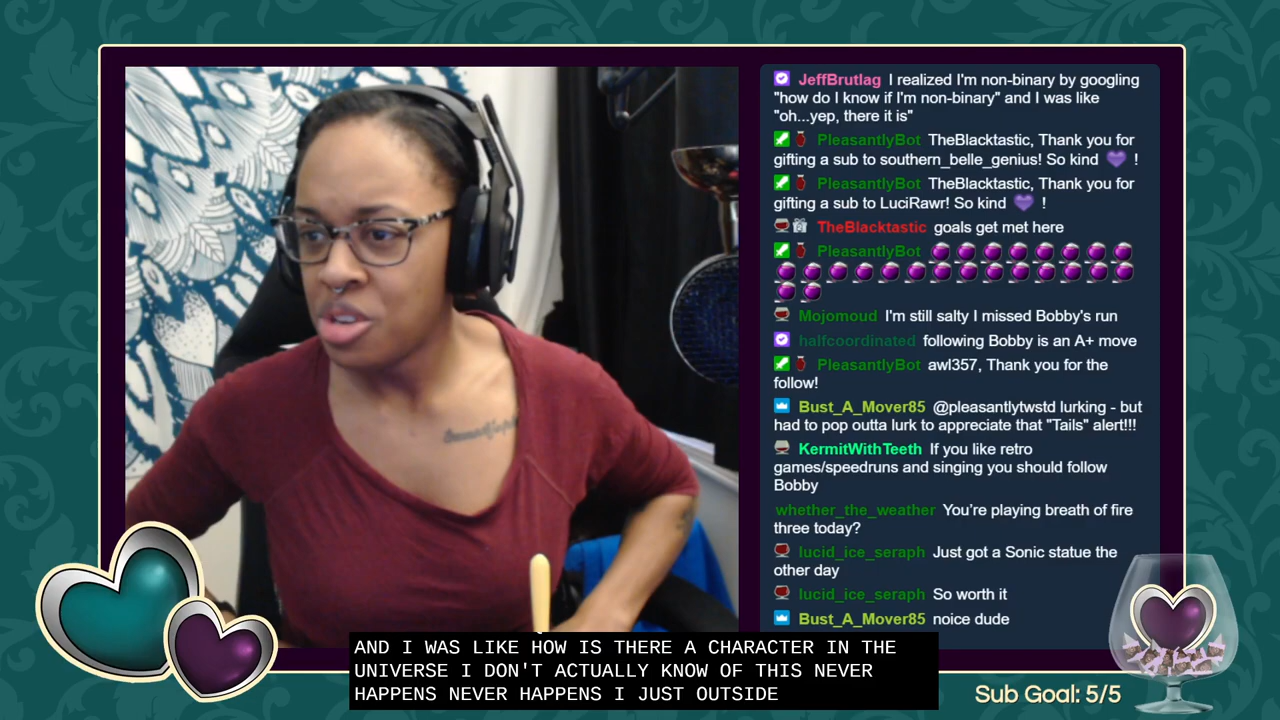 JeffBrutlag I realized I'm non-binary by googling
"how do I know if I'm non-binary" and I was like
"oh...yep, there it is"
PleasantlyBot TheBlacktastic, Thank you for
gifting a sub to southern_belle_genius! So kind !
PleasantlyBot TheBlacktastic, Thank you for
gifting a sub to LuciRawr! So kind !
TheBlacktastic goals get met here
PleasantlyBot
Mojomoud I'm still salty I missed Bobby's run
halfcoordinated following Bobby is an A+ move
PleasantlyBot awl357, Thank you for the
follow!
Bust_A_Mover85 @pleasantlytwstd lurking - but
had to pop outta lurk to appreciate that "Tails" alert!!!
KermitWithTeeth If you like retro
games/speedruns and singing you should follow
Bobby
whether_the_weather You're playing breath of fire
three today?
lucid_ice_seraph Just got a Sonic statue the
other day
lucid_ice_seraph So worth it
Bust_A_Mover85 noice dude
AND I WAS LIKE HOW IS THERE A CHARACTER IN THE
UNIVERSE I DON'T ACTUALLY KNOW OF THIS NEVER
HAPPENS NEVER HAPPENS I JUST OUTSIDE
Sub Goal: 5/5